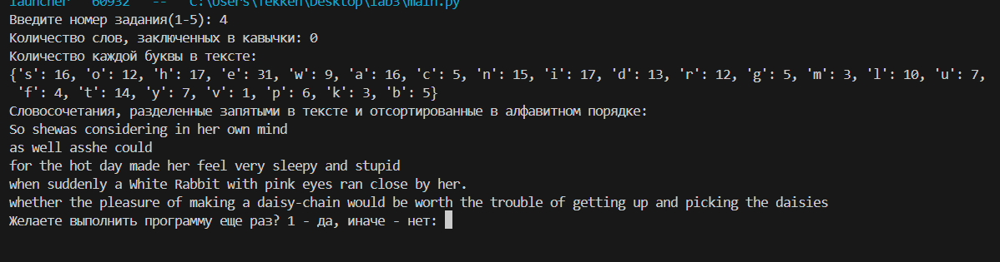 launcher' '60932' '--' 'C:\Users\Tekken\Desktop\lab3\main.py'
Введите номер задания(1-5): 4
Количество слов, заключенных в кавычки: 0
Количество каждой буквы в тексте:
{'s': 16, 'o': 12, 'h': 17, 'e': 31, 'w': 9, 'a': 16, 'c': 5, 'n': 15, 'i': 17, 'd': 13, 'r': 12, 'g': 5, 'm': 3, 'l': 10, 'u': 7,
'f': 4, 't': 14, 'y': 7, 'v': 1, 'p': 6, 'k': 3, 'b': 5}
Словосочетания, разделенные запятыми в тексте и отсортированные в алфавитном порядке:
So shewas considering in her own mind
as well asshe could
for the hot day made her feel very sleepy and stupid
when suddenly a White Rabbit with pink eyes ran close by her.
whether the pleasure of making a daisy-chain would be worth the trouble of getting up and picking the daisies
Желаете выполнить программу еще раз? 1 - да, иначе - нет: